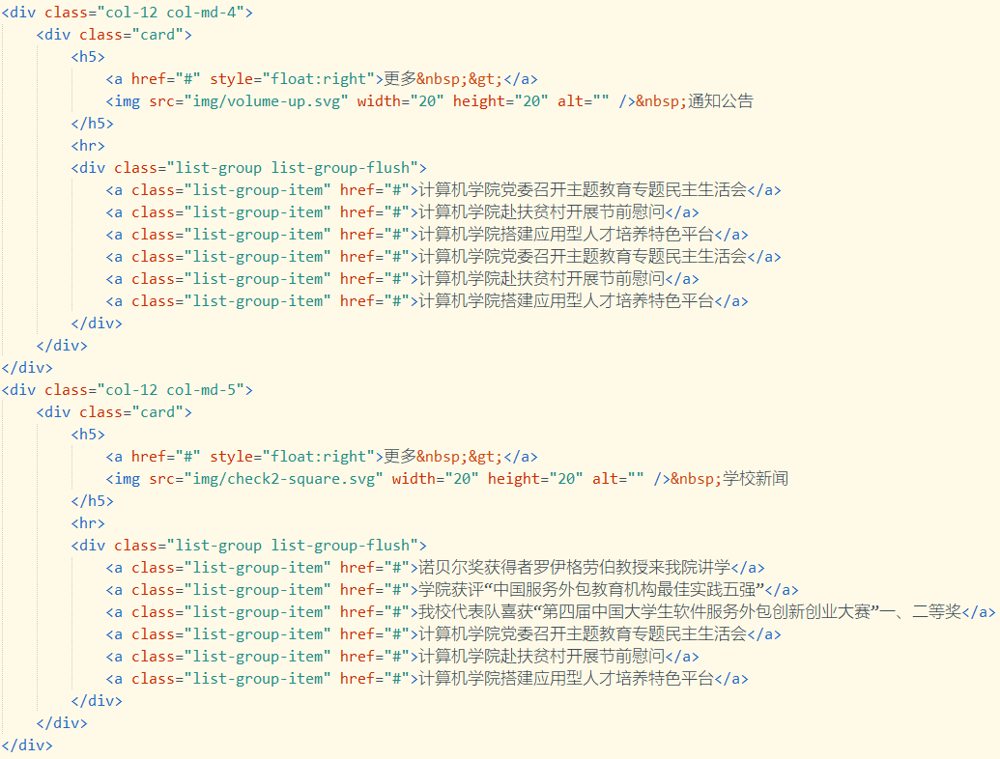 <div class="col-12 col-md-4">
<div class="card">
<h5>
<a href="#" style="float:right">更多&nbsp;&gt;</a>
<img src="img/volume-up.svg" width="20" height="20" alt="" />&nbsp;通知公告
</h5>
<hr>
<div class="list-group list-group-flush">
<a class="list-group-item" href="#">计算机学院党委召开主题教育专题民主生活会</a>
<a class="list-group-item" href="#">计算机学院赴扶贫村开展节前慰问</a>
<a class="list-group-item" href="#">计算机学院搭建应用型人才培养特色平台</a>
<a class="list-group-item" href="#">计算机学院党委召开主题教育专题民主生活会</a>
<a class="list-group-item" href="#">计算机学院赴扶贫村开展节前慰问</a>
<a class="list-group-item" href="#">计算机学院搭建应用型人才培养特色平台</a>
</div>
</div>
</div>
<div class="col-12 col-md-5">
<div class="card">
<h5>
<a href="#" style="float:right">更多&nbsp;&gt;</a>
<img src="img/check2-square.svg" width="20" height="20" alt="" />&nbsp;学校新闻
</h5>
<hr>
<div class="list-group list-group-flush">
<a class="list-group-item" href="#">诺贝尔奖获得者罗伊格劳伯教授来我院讲学</a>
<a class="list-group-item" href="#">学院获评“中国服务外包教育机构最佳实践五强”</a>
<a class="list-group-item" href="#">我校代表队喜获“第四届中国大学生软件服务外包创新创业大赛”一、二等奖</a>
<a class="list-group-item" href="#">计算机学院党委召开主题教育专题民主生活会</a>
<a class="list-group-item" href="#">计算机学院赴扶贫村开展节前慰问</a>
<a class="list-group-item" href="#">计算机学院搭建应用型人才培养特色平台</a>
</div>
</div>
</div>